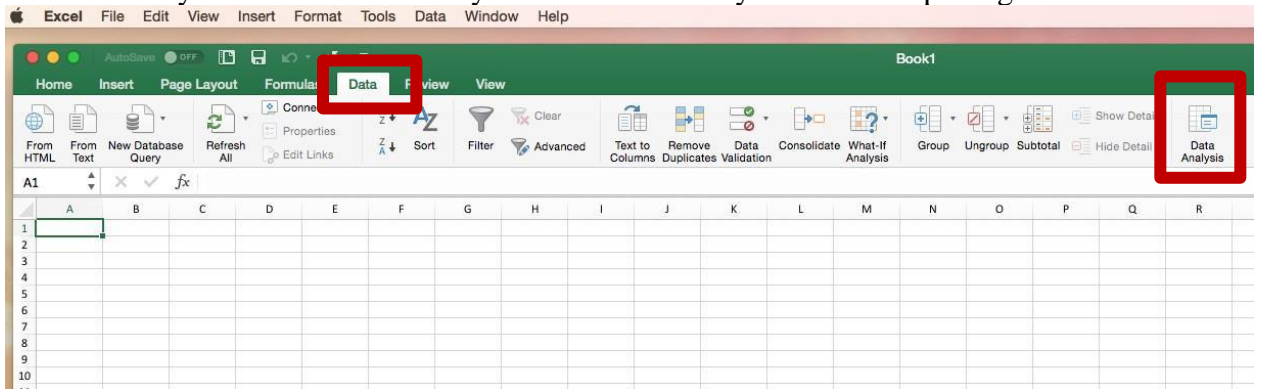 Excel File Edit View Insert Format Tools Data Window Help
AutoSave OFF Book1
Home Insert Page Layout Formulas Data Review View
Z A Z Clear
From HTML From Text New Database Query Refresh All Connections Properties Edit Links Z A Sort Filter Advanced Text to Columns Remove Duplicates Data Validation Consolidate What-If Analysis Group Ungroup Subtotal Show Detail Hide Detail Data Analysis
A1 fx
A B C D E F G H I J K L M N O P Q R
1
2
3
4
5
6
7
8
9
10